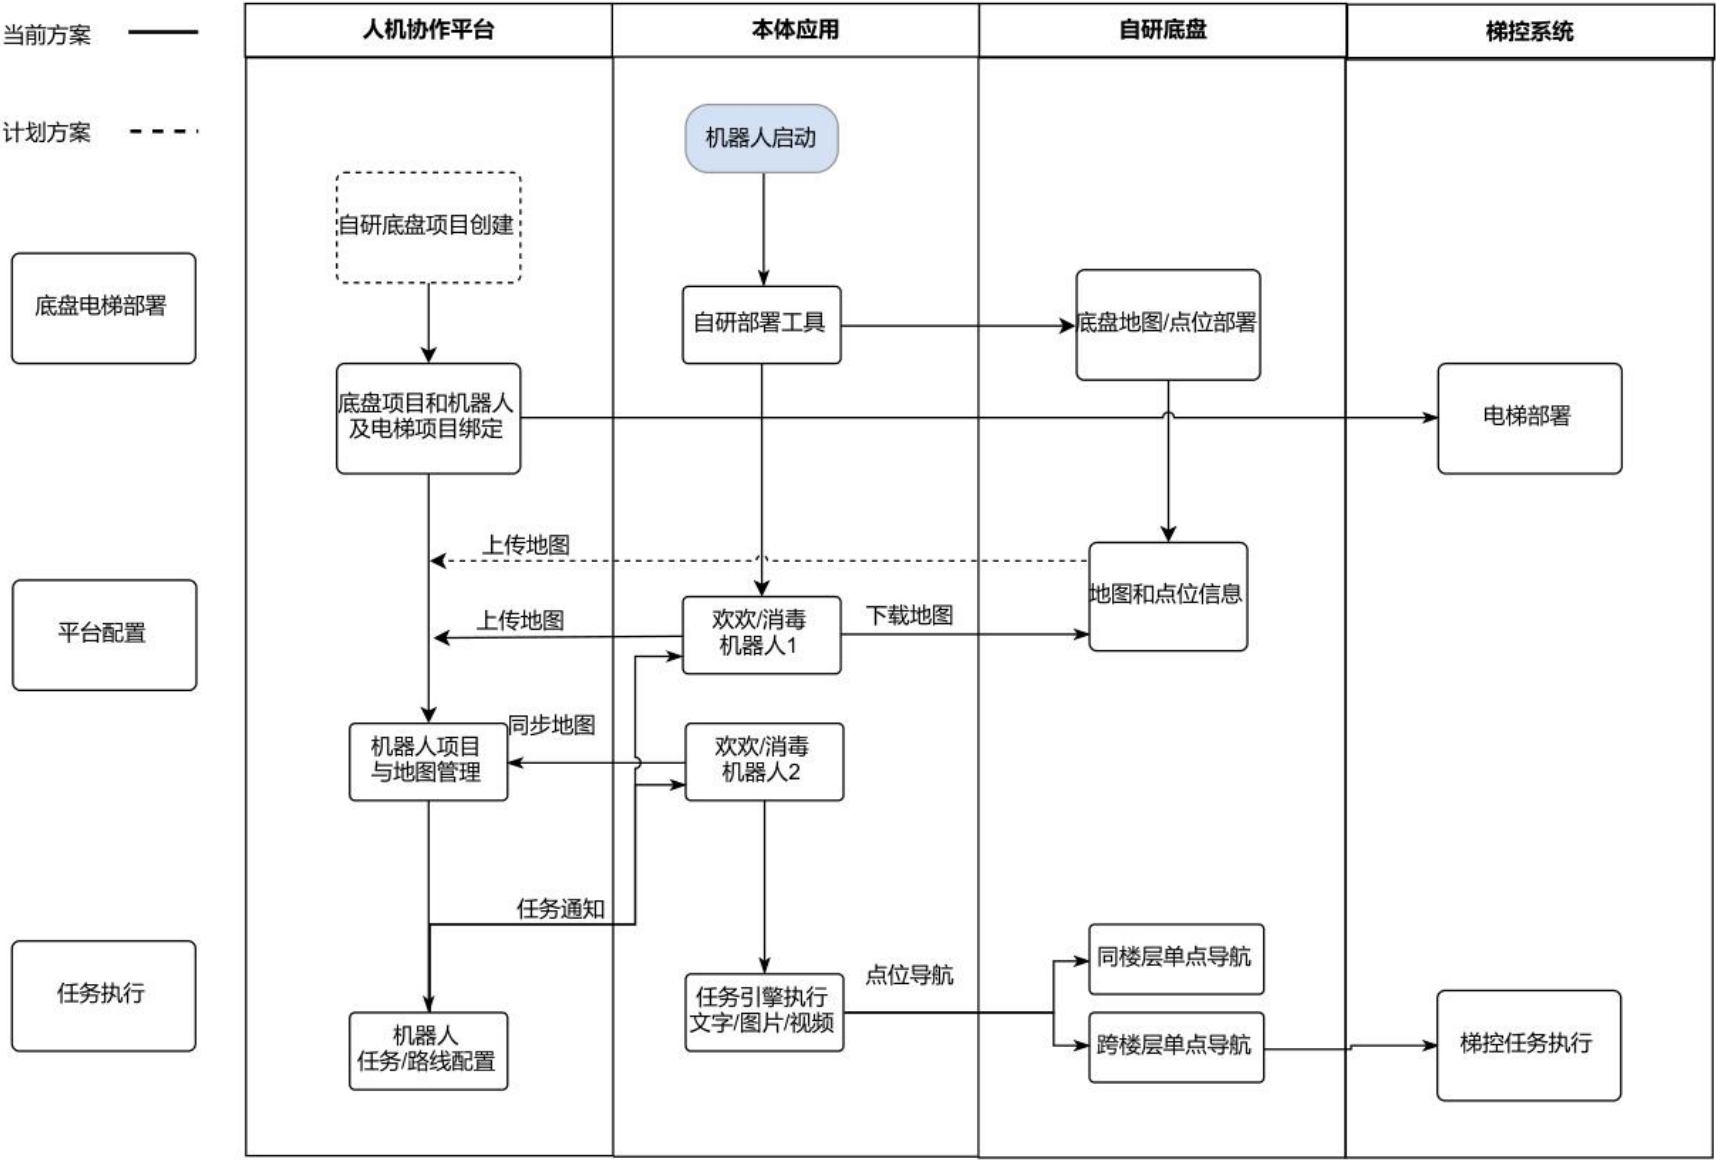 人机协作平台
本体应用
自研底盘
梯控系统
当前方案
计划方案
机器人启动
自研底盘项目创建
底盘电梯部署
自研部署工具
底盘地图/点位部署
底盘项目和机器人
及电梯项目绑定
电梯部署
上传地图
地图和点位信息
平台配置
上传地图
欢欢/消毒
机器人1
下载地图
同步地图
机器人项目
与地图管理
欢欢/消毒
机器人2
任务通知
任务执行
机器人
任务/路线配置
任务引擎执行
文字/图片/视频
点位导航
同楼层单点导航
跨楼层单点导航
梯控任务执行